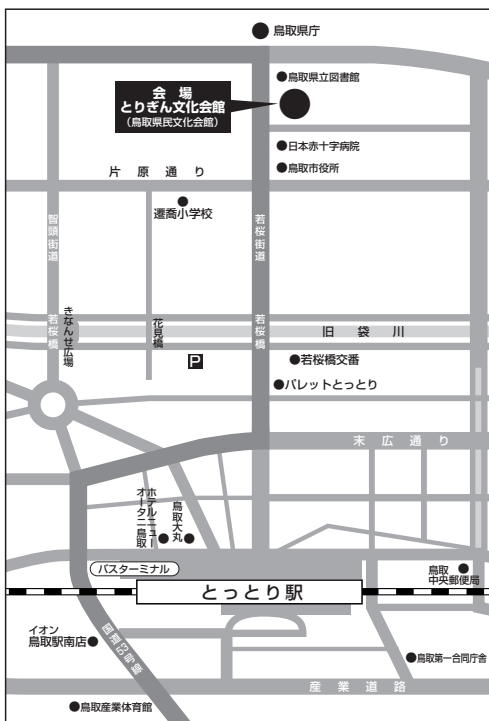 鳥取県庁
鳥取県立図書館
会場
とりぎん文化会館
(鳥取県民文化会館)
日本赤十字病院
鳥取市役所
片原通り
遷喬小学校
智頭街道
若桜街道
若桜橋
きなんせ広場
花見橋
若桜橋
旧袋川
P
若桜橋交番
パレットとっとり
末広通り
ホテルニュー
オータニ鳥取
鳥取大丸
バスターミナル
とっとり駅
鳥取
中央郵便局
イオン
鳥取駅南店
国道53号線
鳥取第一合同庁舎
産業道路
鳥取産業体育館